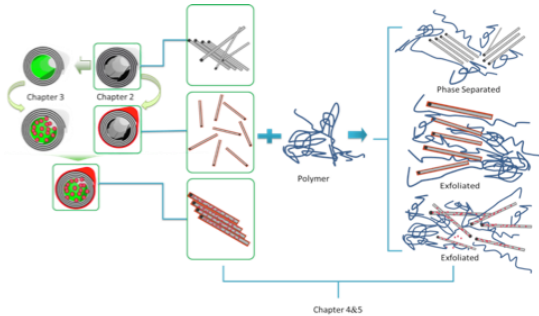 Chapter 3
Chapter 2
Phase Separated
Polymer
Exfoliated
Exfoliated
Chapter 4&5